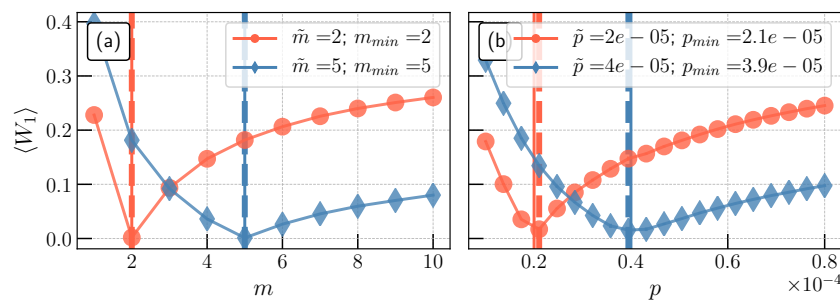 (a)
m̃ =2; m_min =2
m̃ =5; m_min =5
0.4
0.3
0.2
0.1
0.0
⟨W₁⟩
2 4 6 8 10
m
(b)
p̃ =2e − 05; p_min =2.1e − 05
p̃ =4e − 05; p_min =3.9e − 05
0.2 0.4 0.6 0.8
×10⁻⁴
p